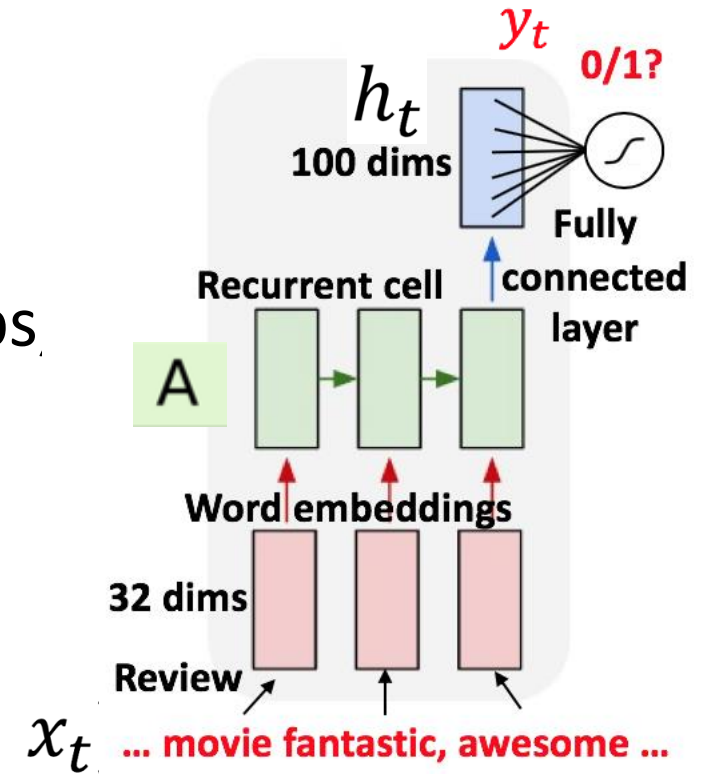 y_t
0/1?
h_t
100 dims
Fully
connected
layer
Recurrent cell
s,
A
Word embeddings
32 dims
Review
x_t ... movie fantastic, awesome ...